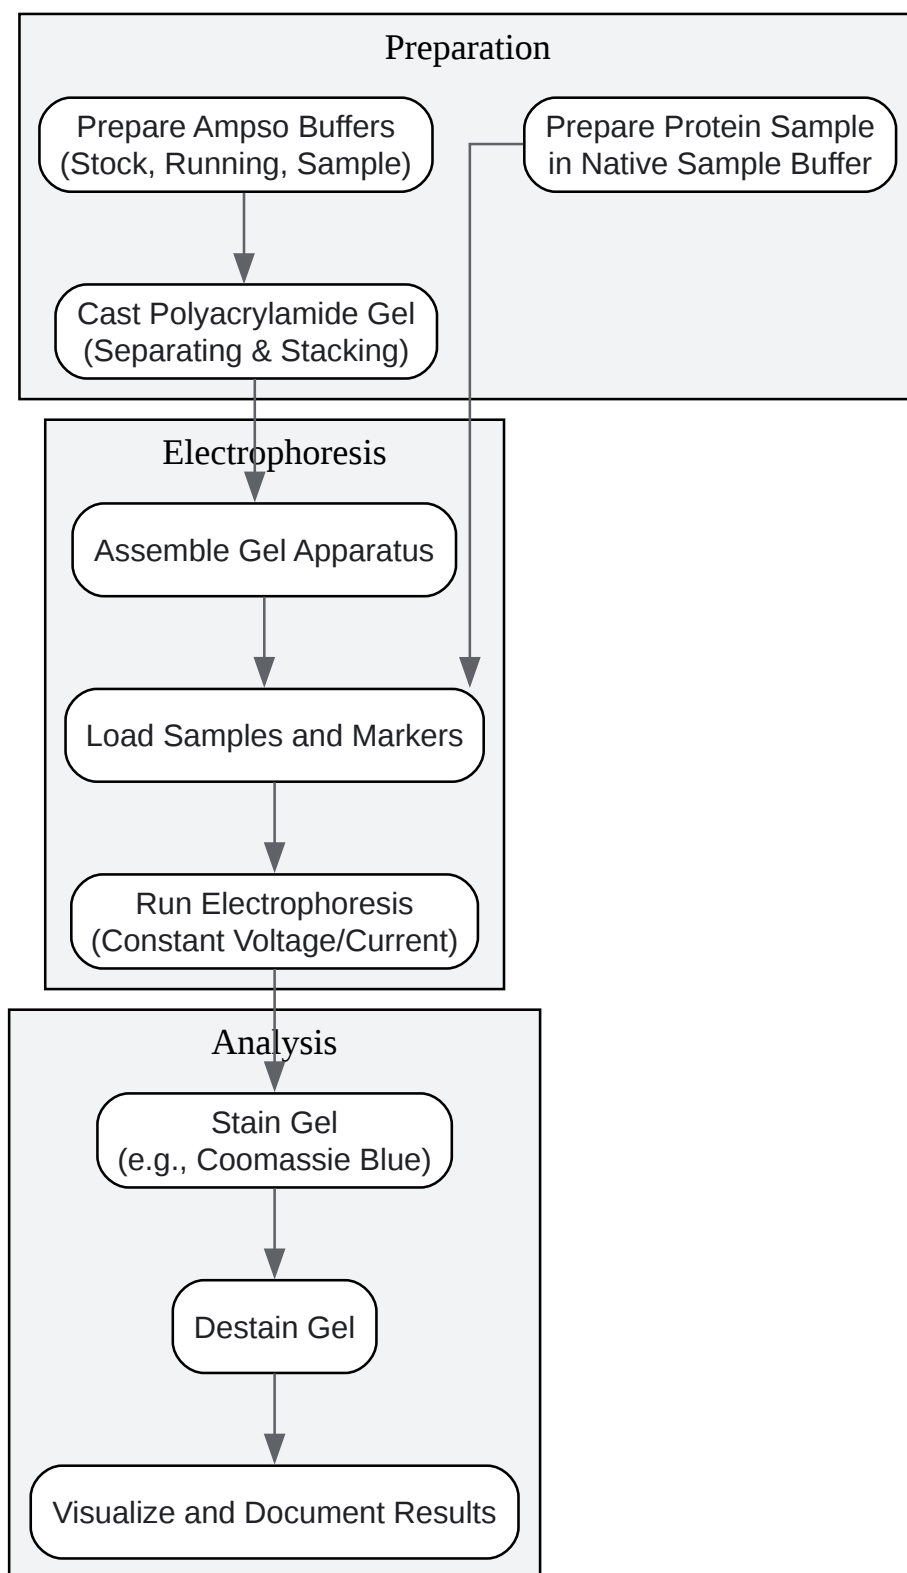 Preparation
Prepare Ampso Buffers
(Stock, Running, Sample)
Prepare Protein Sample
in Native Sample Buffer
Cast Polyacrylamide Gel
(Separating & Stacking)
Electrophoresis
Assemble Gel Apparatus
Load Samples and Markers
Run Electrophoresis
(Constant Voltage/Current)
Analysis
Stain Gel
(e.g., Coomassie Blue)
Destain Gel
Visualize and Document Results